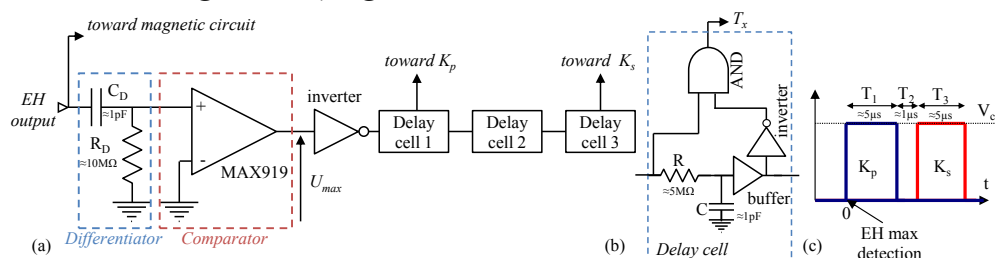 toward magnetic circuit
EH output
C_D
≈1pF
R_D
≈10MΩ
+
-
MAX919
U_max
(a)
Differentiator
Comparator
inverter
toward K_p
toward K_s
Delay cell 1
Delay cell 2
Delay cell 3
T_x
AND
inverter
R
≈5MΩ
buffer
C
≈1pF
(b)
Delay cell
T_1
T_2
T_3
≈5µs
≈1µs
≈5µs
V_c
K_p
K_s
t
0
EH max detection
(c)